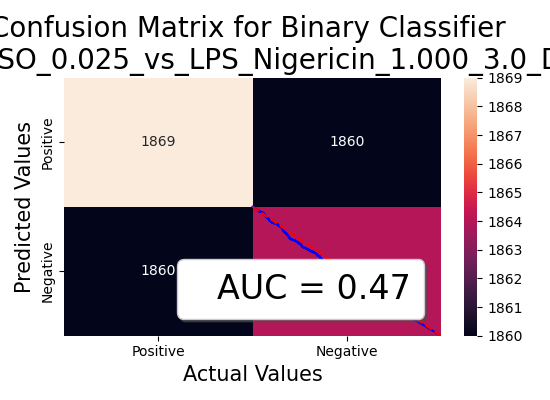 Confusion Matrix for Binary Classifier
SO_0.025_vs_LPS_Nigericin_1.000_3.0_D
Predicted Values
Positive
Negative
1869
1860
1860
AUC = 0.47
Positive
Negative
Actual Values
1869
1868
1867
1866
1865
1864
1863
1862
1861
1860